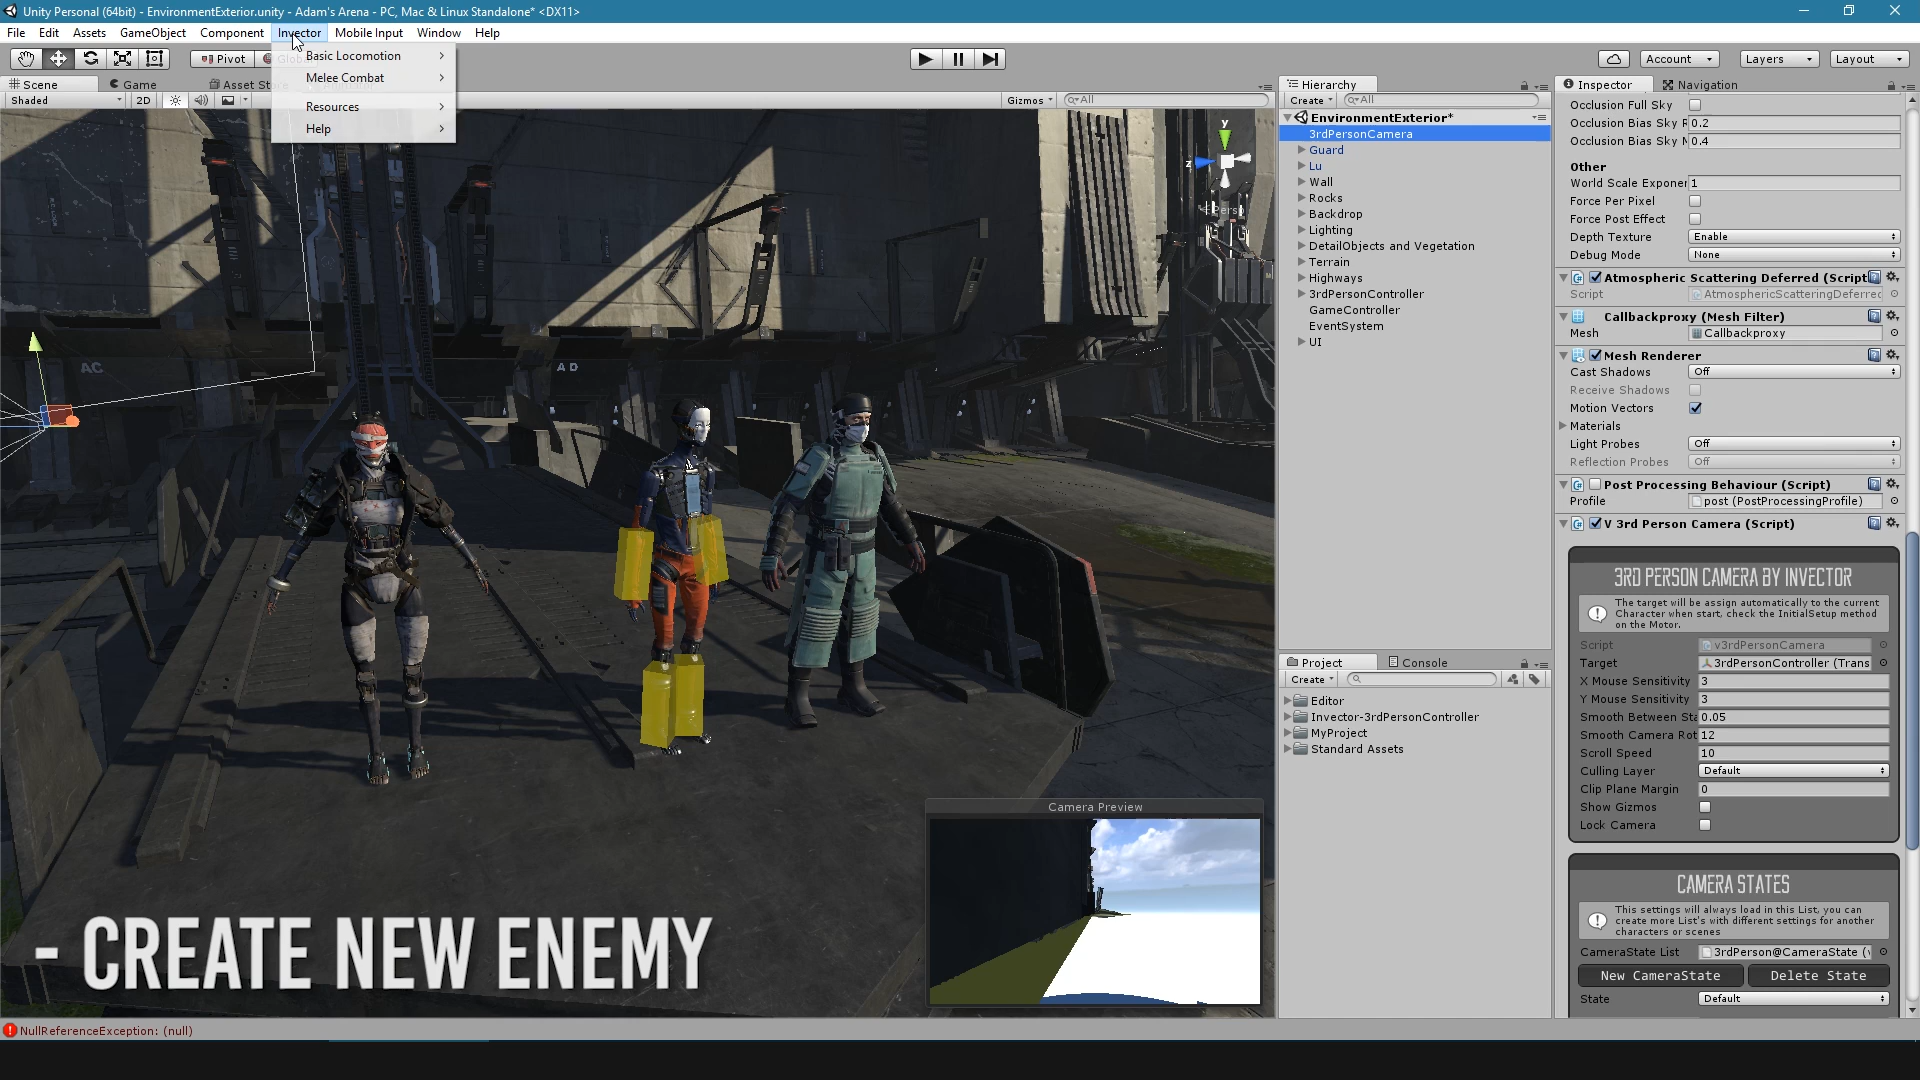 Unity Personal (64bit) - EnvironmentExterior.unity - Adam's Arena - PC, Mac & Linux Standalone* <DX11>
File Edit Assets GameObject Component Invector Mobile Input Window Help
Pivot
Account
Layers
Layout
Basic Locomotion
Melee Combat
Resources
Help
Scene
Game
Asset Store
Shaded
2D
Gizmos
All
AC
AD
y
z
Persp
- CREATE NEW ENEMY
Camera Preview
Hierarchy
Create
All
EnvironmentExterior*
3rdPersonCamera
Guard
Lu
Wall
Rocks
Backdrop
Lighting
DetailObjects and Vegetation
Terrain
Highways
3rdPersonController
GameController
EventSystem
UI
Project
Console
Create
Editor
Invector-3rdPersonController
MyProject
Standard Assets
Inspector
Navigation
Occlusion Full Sky
Occlusion Bias Sky R 0.2
Occlusion Bias Sky M 0.4
Other
World Scale Exponer 1
Force Per Pixel
Force Post Effect
Depth Texture Enable
Debug Mode None
Atmospheric Scattering Deferred (Script
Script AtmosphericScatteringDeferred
Callbackproxy (Mesh Filter)
Mesh Callbackproxy
Mesh Renderer
Cast Shadows Off
Receive Shadows
Motion Vectors
Materials
Light Probes Off
Reflection Probes Off
Post Processing Behaviour (Script)
Profile post (PostProcessingProfile)
V 3rd Person Camera (Script)
3RD PERSON CAMERA BY INVECTOR
The target will be assign automatically to the current
Character when start, check the InitialSetup method
on the Motor.
Script v3rdPersonCamera
Target 3rdPersonController (Trans
X Mouse Sensitivity 3
Y Mouse Sensitivity 3
Smooth Between Sta 0.05
Smooth Camera Rot 12
Scroll Speed 10
Culling Layer Default
Clip Plane Margin 0
Show Gizmos
Lock Camera
CAMERA STATES
This settings will always load in this List, you can
create more List's with different settings for another
characters or scenes
CameraState List 3rdPerson@CameraState (v
New CameraState Delete State
State Default
NullReferenceException: (null)